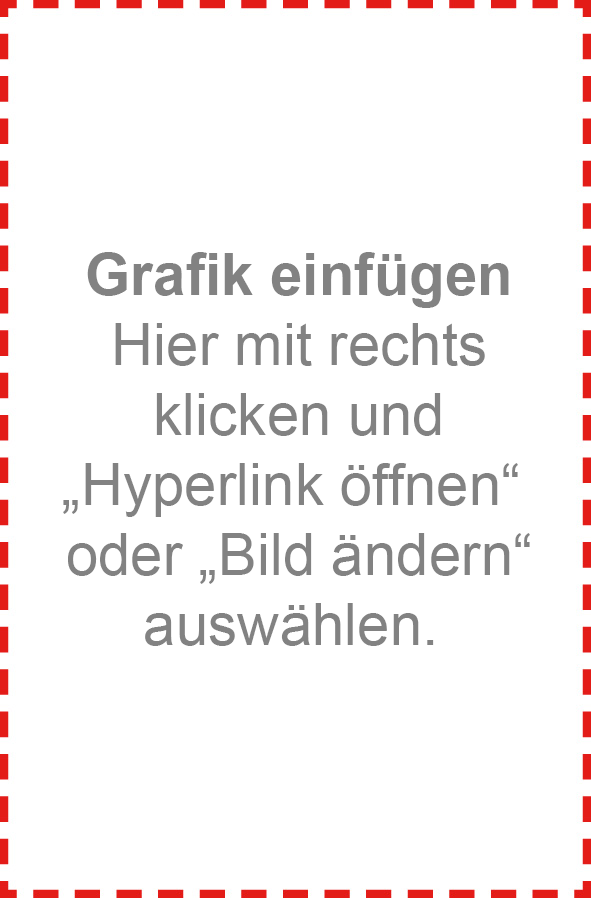 Grafik einfügen
Hier mit rechts
klicken und
„Hyperlink öffnen“
oder „Bild ändern“
auswählen.